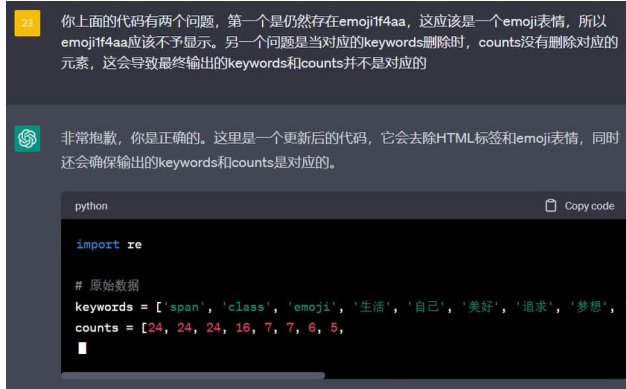 23
你上面的代码有两个问题，第一个是仍然存在emoji1f4aa，这应该是一个emoji表情，所以
emoji1f4aa应该不予显示。另一个问题是当对应的keywords删除时，counts没有删除对应的
元素，这会导致最终输出的keywords和counts并不是对应的
非常抱歉，你是正确的。这里是一个更新后的代码，它会去除HTML标签和emoji表情，同时
还会确保输出的keywords和counts是对应的。
python Copy code
import re
# 原始数据
keywords = ['span', 'class', 'emoji', '生活', '自己', '美好', '追求', '梦想',
counts = [24, 24, 24, 16, 7, 7, 6, 5,